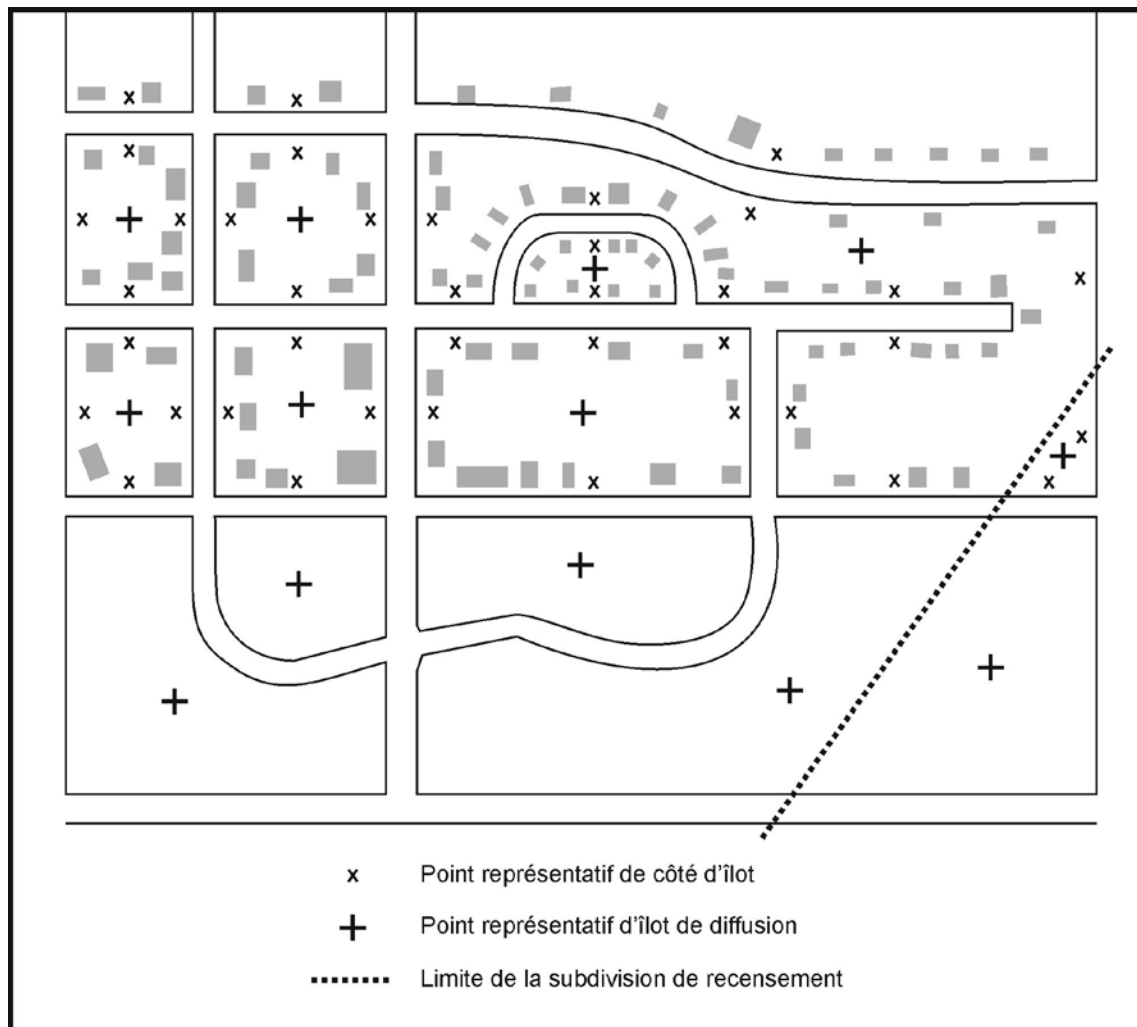 x Point représentatif de côté d'îlot
+ Point représentatif d'îlot de diffusion
Limite de la subdivision de recensement